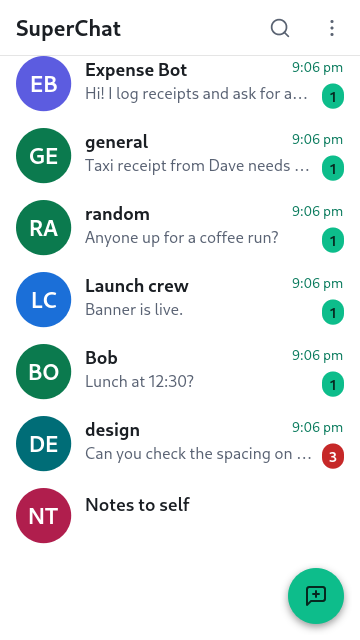 SuperChat
EB
Expense Bot
9:06 pm
Hi! I log receipts and ask for a…
1
GE
general
9:06 pm
Taxi receipt from Dave needs …
1
RA
random
9:06 pm
Anyone up for a coffee run?
1
LC
Launch crew
9:06 pm
Banner is live.
1
BO
Bob
9:06 pm
Lunch at 12:30?
1
DE
design
9:06 pm
Can you check the spacing on …
3
NT
Notes to self